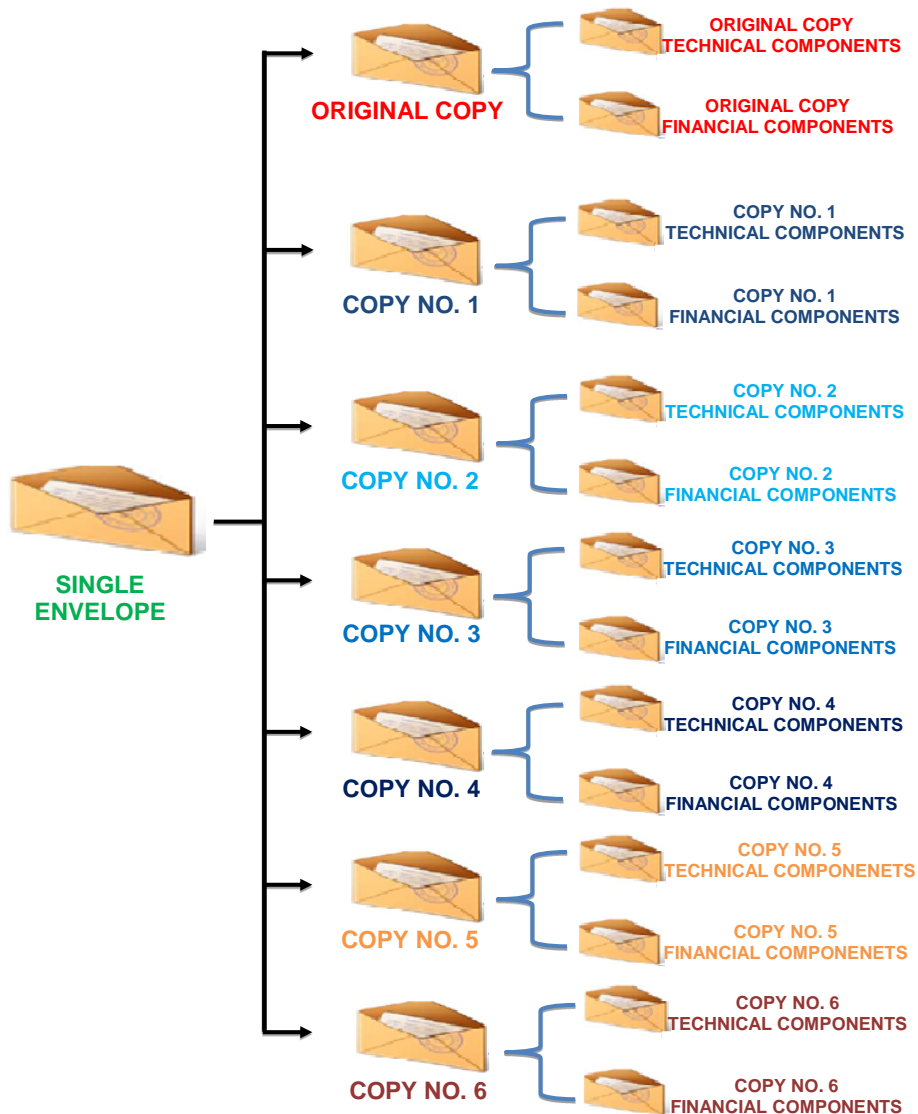 ORIGINAL COPY
TECHNICAL COMPONENTS
ORIGINAL COPY
ORIGINAL COPY
FINANCIAL COMPONENTS
COPY NO. 1
TECHNICAL COMPONENTS
COPY NO. 1
COPY NO. 1
FINANCIAL COMPONENTS
COPY NO. 2
TECHNICAL COMPONENTS
COPY NO. 2
COPY NO. 2
FINANCIAL COMPONENTS
SINGLE
ENVELOPE
COPY NO. 3
TECHNICAL COMPONENTS
COPY NO. 3
COPY NO. 3
FINANCIAL COMPONENTS
COPY NO. 4
TECHNICAL COMPONENTS
COPY NO. 4
COPY NO. 4
FINANCIAL COMPONENTS
COPY NO. 5
TECHNICAL COMPONENETS
COPY NO. 5
COPY NO. 5
FINANCIAL COMPONENETS
COPY NO. 6
TECHNICAL COMPONENTS
COPY NO. 6
COPY NO. 6
FINANCIAL COMPONENTS